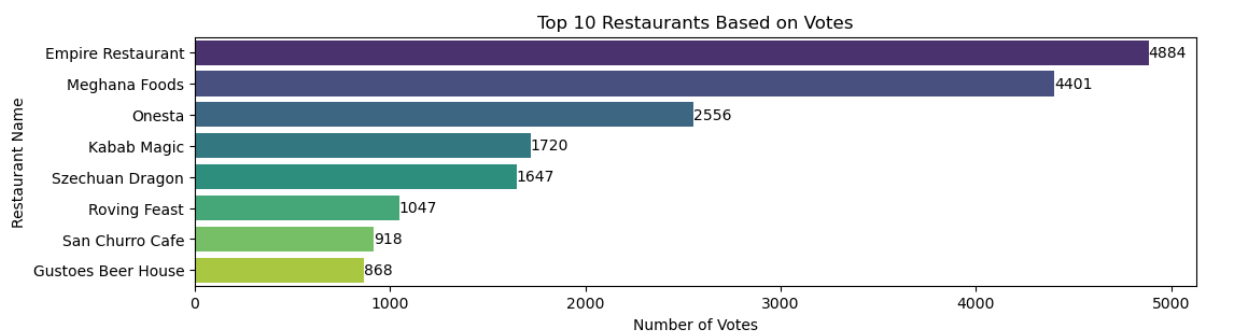 Top 10 Restaurants Based on Votes
Restaurant Name
Empire Restaurant 4884
Meghana Foods 4401
Onesta 2556
Kabab Magic 1720
Szechuan Dragon 1647
Roving Feast 1047
San Churro Cafe 918
Gustoes Beer House 868
0 1000 2000 3000 4000 5000
Number of Votes